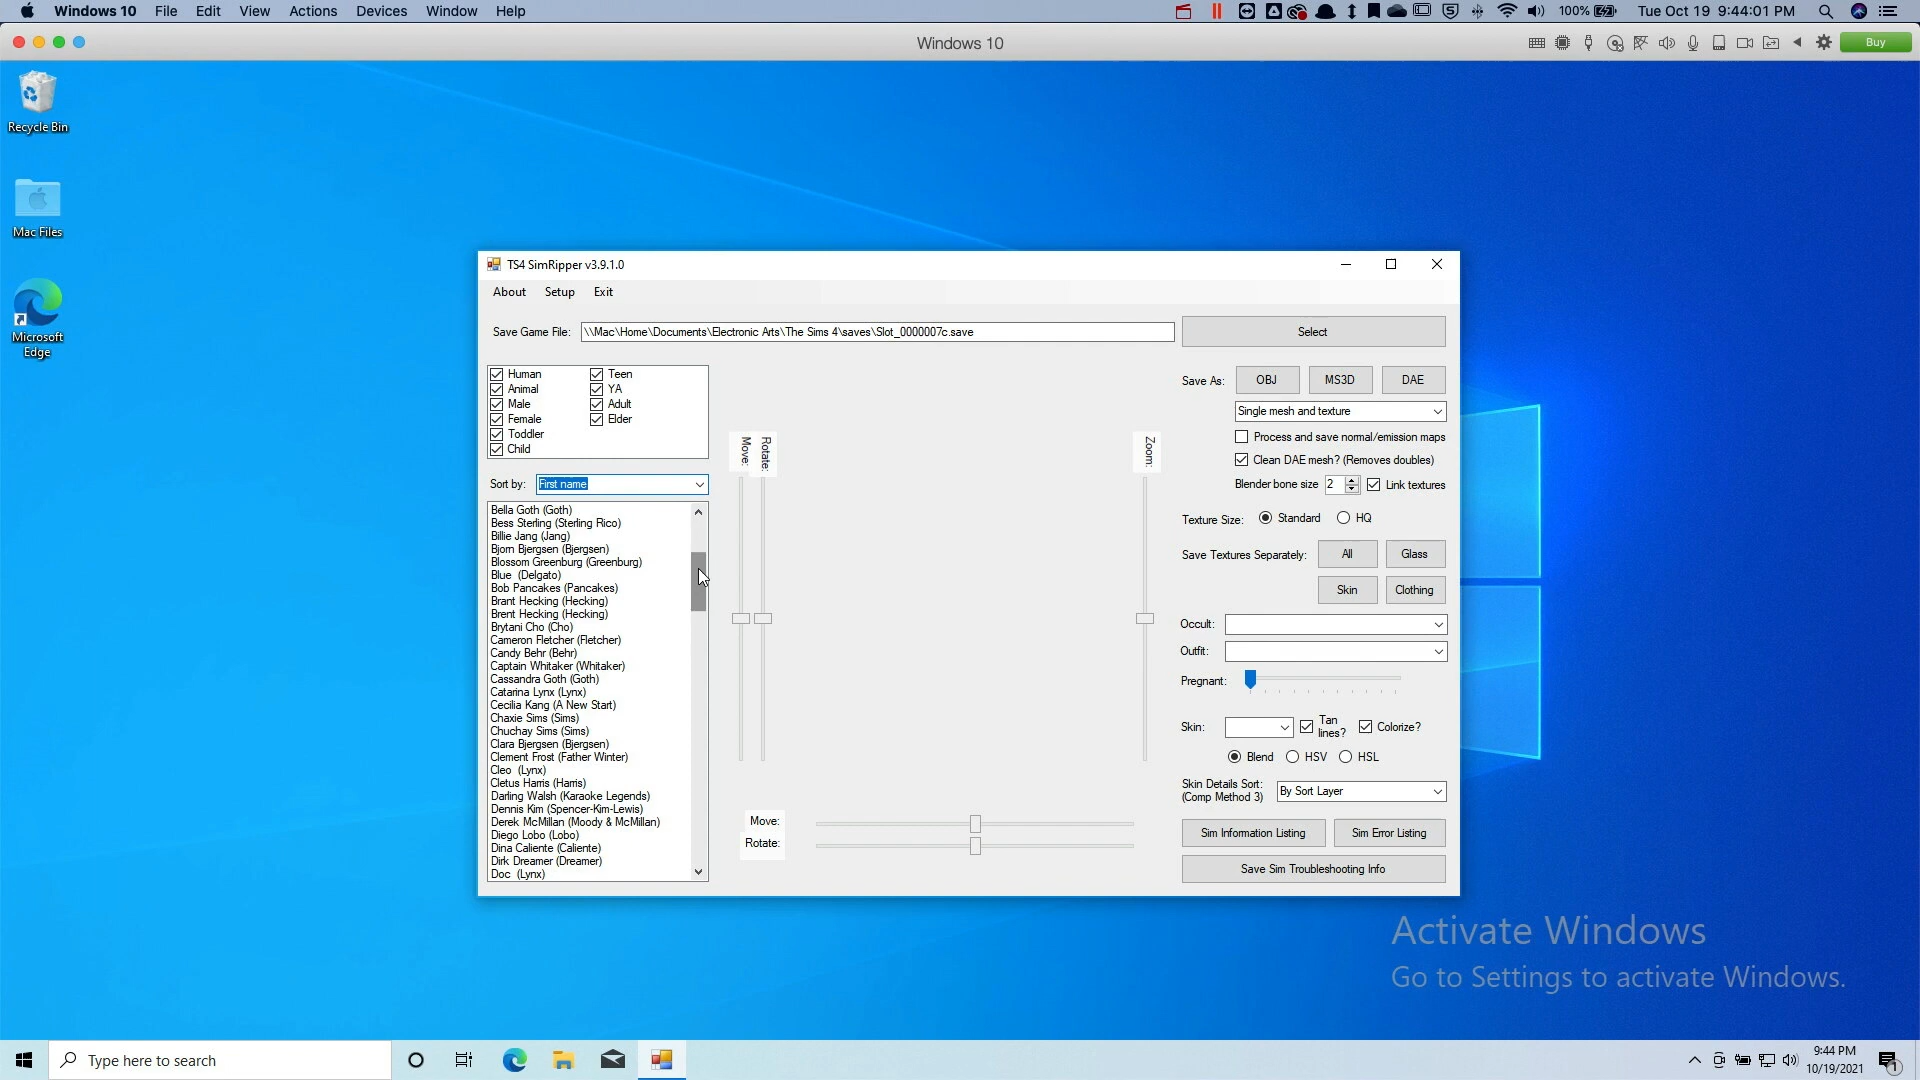 Windows 10 File Edit View Actions Devices Window Help
100% Tue Oct 19 9:44:01 PM
Windows 10
Buy
Recycle Bin
Mac Files
Microsoft
Edge
TS4 SimRipper v3.9.1.0
About Setup Exit
Save Game File: \\Mac\Home\Documents\Electronic Arts\The Sims 4\saves\Slot_0000007c.save Select
Human Teen
Animal YA
Male Adult
Female Elder
Toddler
Child
Sort by: First name
Bella Goth (Goth)
Bess Sterling (Sterling Rico)
Billie Jang (Jang)
Bjorn Bjergsen (Bjergsen)
Blossom Greenburg (Greenburg)
Blue (Delgato)
Bob Pancakes (Pancakes)
Brant Hecking (Hecking)
Brent Hecking (Hecking)
Brytani Cho (Cho)
Cameron Fletcher (Fletcher)
Candy Behr (Behr)
Captain Whitaker (Whitaker)
Cassandra Goth (Goth)
Catarina Lynx (Lynx)
Cecilia Kang (A New Start)
Chaxie Sims (Sims)
Chuchay Sims (Sims)
Clara Bjergsen (Bjergsen)
Clement Frost (Father Winter)
Cleo (Lynx)
Cletus Harris (Harris)
Darling Walsh (Karaoke Legends)
Dennis Kim (Spencer-Kim-Lewis)
Derek McMillan (Moody & McMillan)
Diego Lobo (Lobo)
Dina Caliente (Caliente)
Dirk Dreamer (Dreamer)
Doc (Lynx)
Move: Rotate:
Zoom:
Move:
Rotate:
Save As: OBJ MS3D DAE
Single mesh and texture
Process and save normal/emission maps
Clean DAE mesh? (Removes doubles)
Blender bone size 2 Link textures
Texture Size: Standard HQ
Save Textures Separately: All Glass
Skin Clothing
Occult:
Outfit:
Pregnant:
Skin: Tan lines? Colorize?
Blend HSV HSL
Skin Details Sort:
(Comp Method 3) By Sort Layer
Sim Information Listing Sim Error Listing
Save Sim Troubleshooting Info
Activate Windows
Go to Settings to activate Windows.
Type here to search
9:44 PM
10/19/2021
1